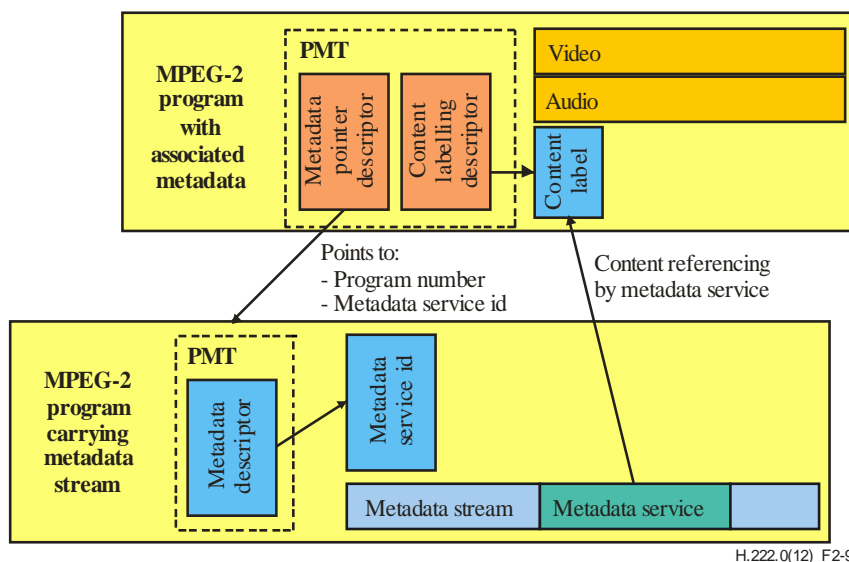 PMT
Video
MPEG-2
program
with
associated
metadata
Metadata
pointer
descriptor
Content
labelling
descriptor
Audio
Content
label
Points to:
- Program number
- Metadata service id
Content referencing
by metadata service
PMT
MPEG-2
program
carrying
metadata
stream
Metadata
descriptor
Metadata
service id
Metadata stream
Metadata service
H.222.0(12)_F2-9